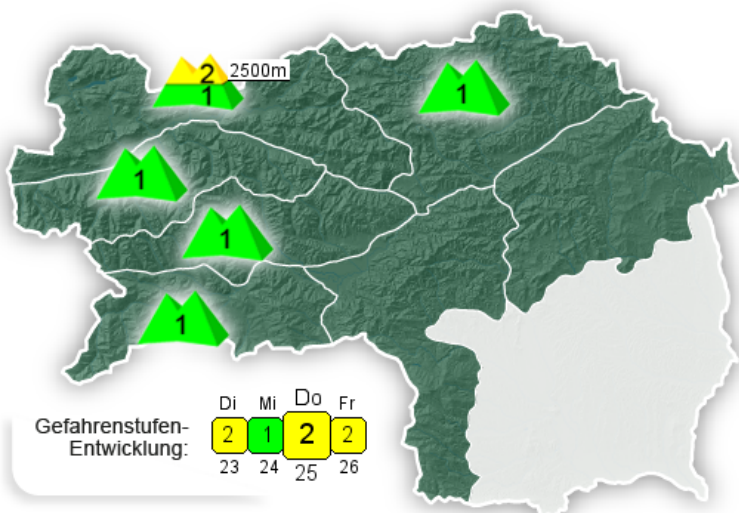 2 2500m
1
1
1
1
1
Di Mi Do Fr
Gefahrenstufen-
Entwicklung:
2 1 2 2
23 24 25 26